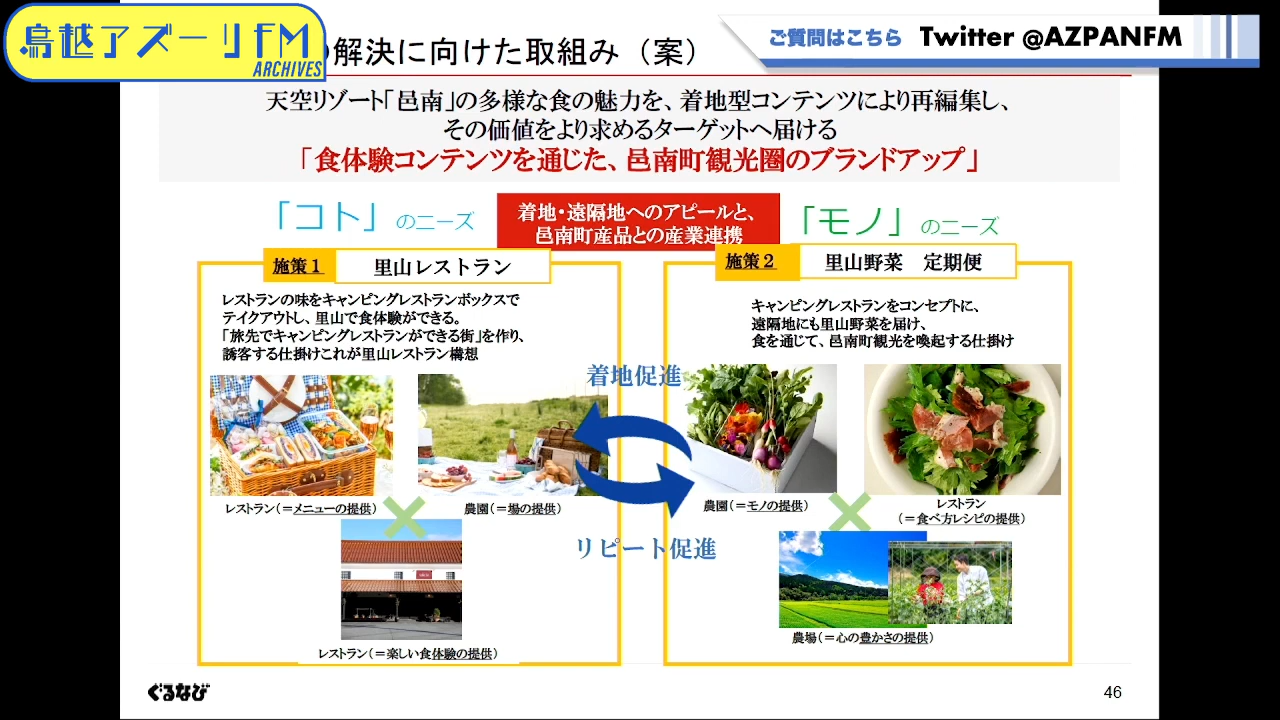 鳥越アズーリFM
ARCHIVES
の解決に向けた取組み（案）
ご質問はこちら Twitter @AZPANFM
天空リゾート「邑南」の多様な食の魅力を、着地型コンテンツにより再編集し、
その価値をより求めるターゲットへ届ける
「食体験コンテンツを通じた、邑南町観光圏のブランドアップ」
「コト」のニーズ
着地・遠隔地へのアピールと、
邑南町産品との産業連携
「モノ」のニーズ
施策１ 里山レストラン
レストランの味をキャンピングレストランボックスで
テイクアウトし、里山で食体験ができる。
「旅先でキャンピングレストランができる街」を作り、
誘客する仕掛けこれが里山レストラン構想
施策２ 里山野菜 定期便
キャンピングレストランをコンセプトに、
遠隔地にも里山野菜を届け、
食を通じて、邑南町観光を喚起する仕掛け
着地促進
レストラン（＝メニューの提供）
農園（＝場の提供）
レストラン（＝楽しい食体験の提供）
リピート促進
農園（＝モノの提供）
レストラン
（＝食べ方レシピの提供）
農場（＝心の豊かさの提供）
ぐるなび
46